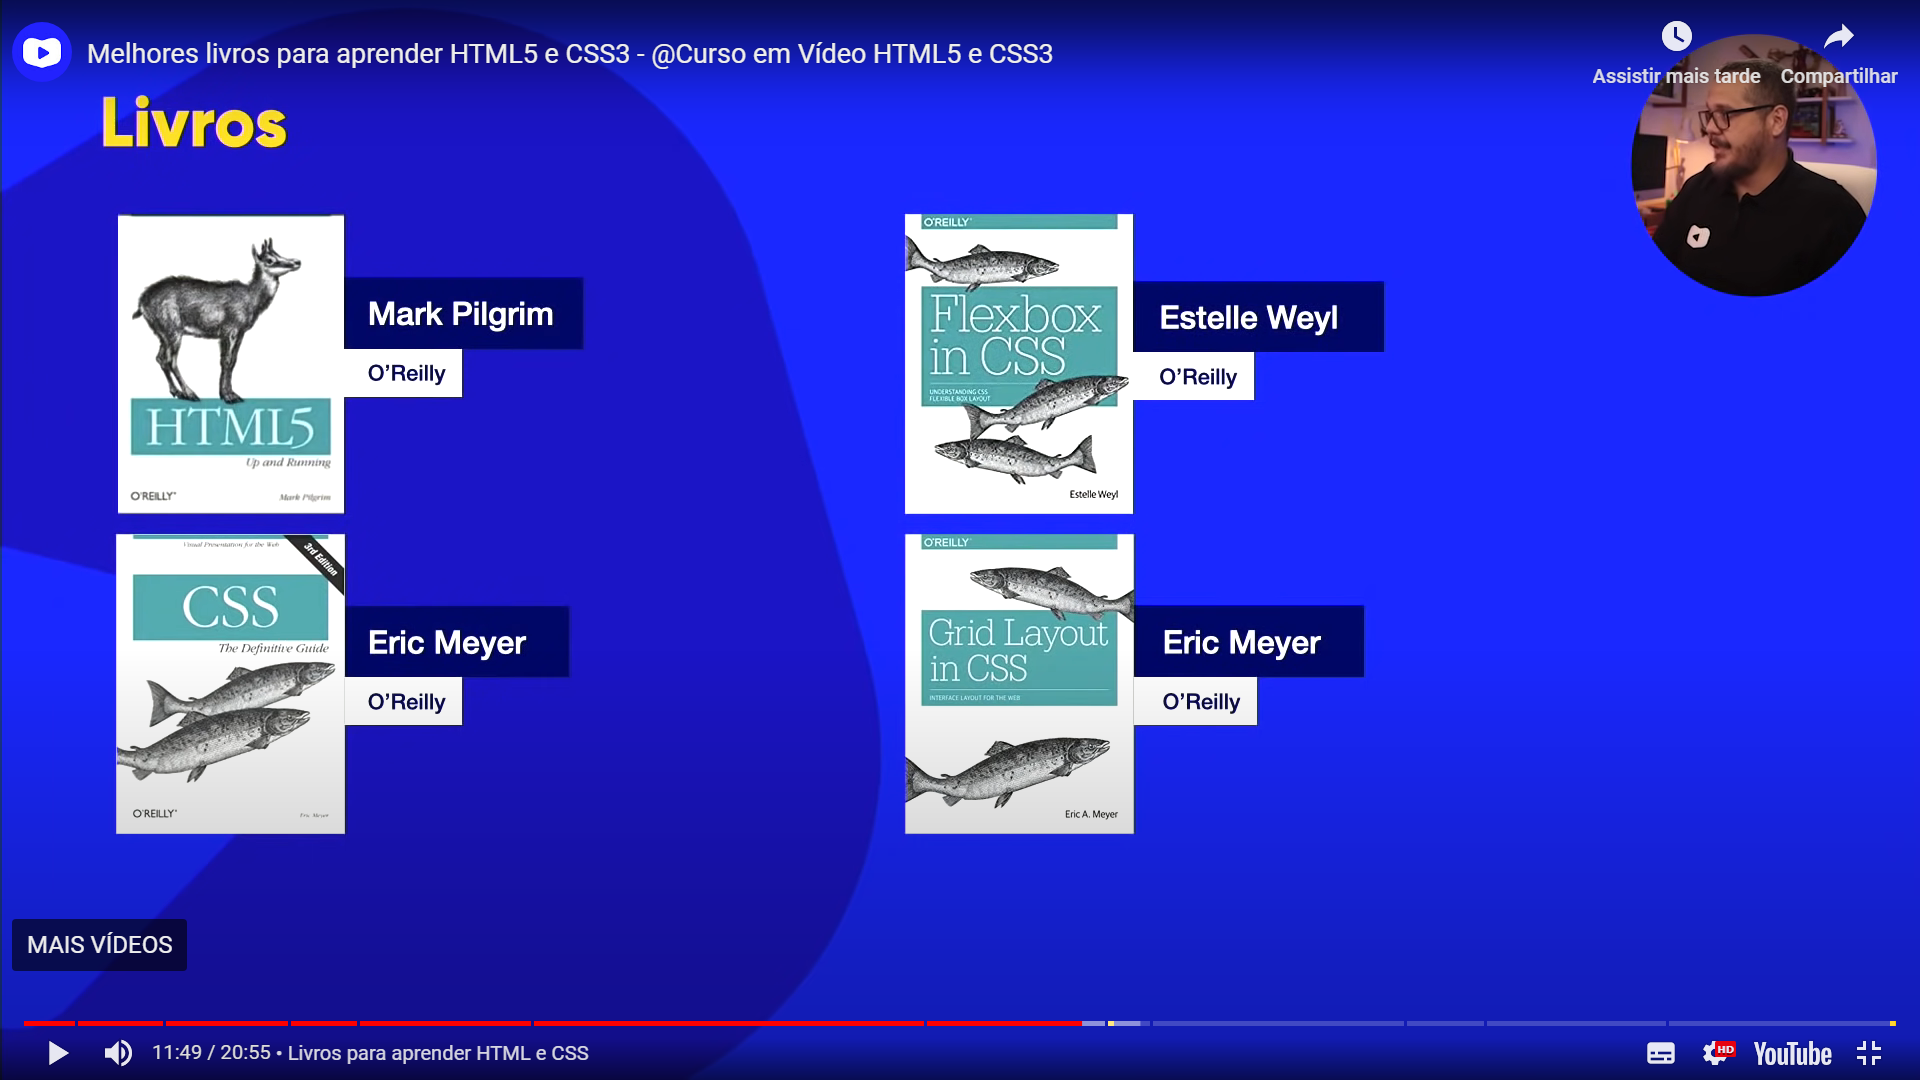 Melhores livros para aprender HTML5 e CSS3 - @Curso em Vídeo HTML5 e CSS3
Assistir mais tarde
Compartilhar
Livros
HTML5
Up and Running
O'REILLY
Mark Pilgrim
Mark Pilgrim
O'Reilly
O'REILLY
Flexbox
in CSS
UNDERSTANDING CSS
FLEXIBLE BOX LAYOUT
Estelle Weyl
Estelle Weyl
O'Reilly
Visual Presentation for the Web
3rd Edition
CSS
The Definitive Guide
O'REILLY
Eric Meyer
Eric Meyer
O'Reilly
O'REILLY
Grid Layout
in CSS
INTERFACE LAYOUT FOR THE WEB
Eric A. Meyer
Eric Meyer
O'Reilly
MAIS VÍDEOS
11:49 / 20:55 • Livros para aprender HTML e CSS
HD
YouTube